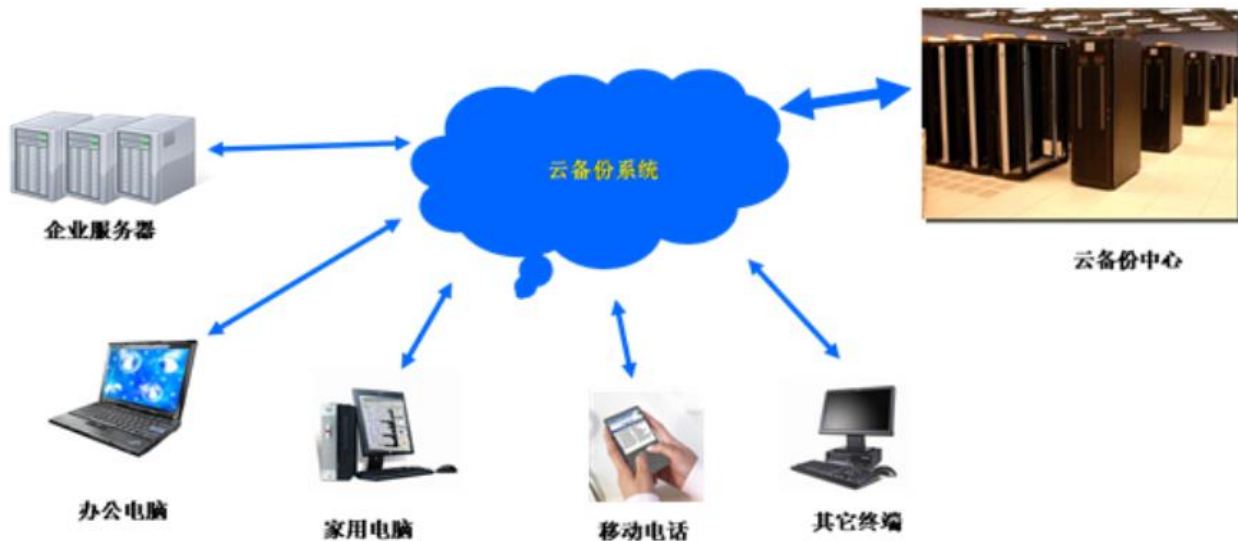 云备份系统
企业服务器
云备份中心
办公电脑
家用电脑
移动电话
其它终端